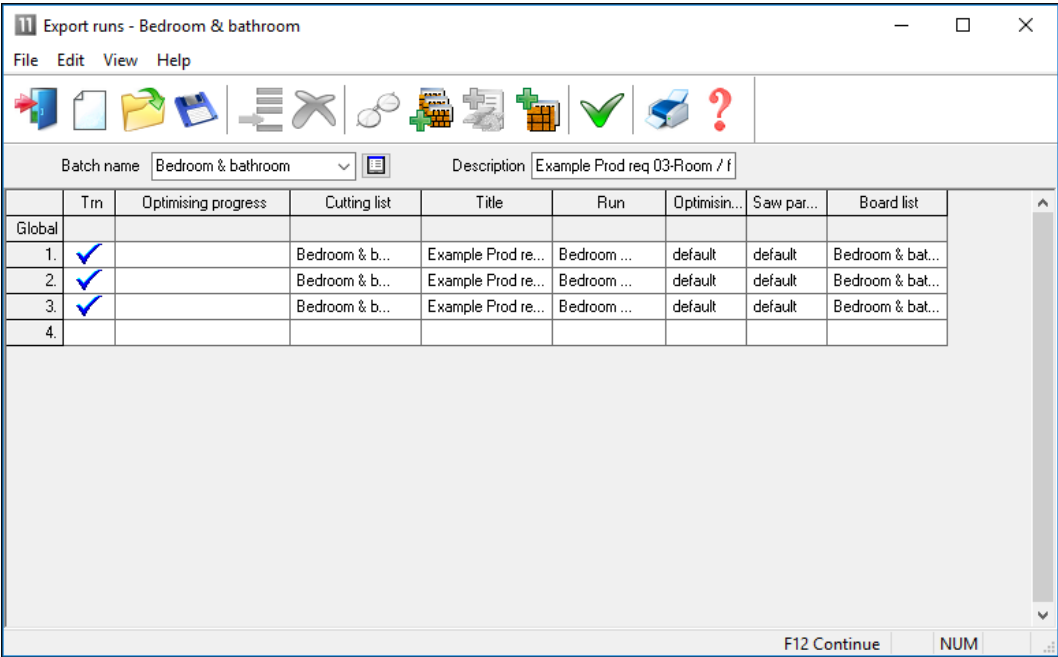 11 Export runs - Bedroom & bathroom
File Edit View Help
Batch name Bedroom & bathroom Description Example Prod req 03-Room / f
Trn Optimising progress Cutting list Title Run Optimisin... Saw par... Board list
Global
1. Bedroom & b... Example Prod re... Bedroom ... default default Bedroom & bat...
2. Bedroom & b... Example Prod re... Bedroom ... default default Bedroom & bat...
3. Bedroom & b... Example Prod re... Bedroom ... default default Bedroom & bat...
4.
F12 Continue NUM